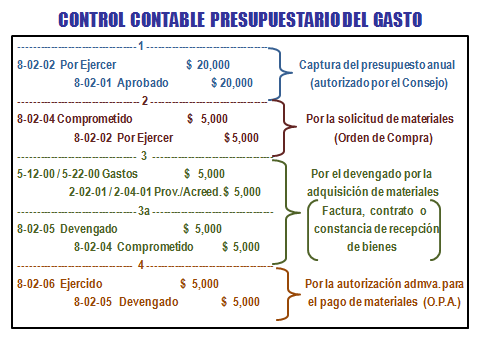 CONTROL CONTABLE PRESUPUESTARIO DEL GASTO
1
8-02-02 Por Ejercer $ 20,000
8-02-01 Aprobado $ 20,000
Captura del presupuesto anual
(autorizado por el Consejo)
2
8-02-04 Comprometido $ 5,000
8-02-02 Por Ejercer $ 5,000
Por la solicitud de materiales
(Orden de Compra)
3
5-12-00 / 5-22-00 Gastos $ 5,000
2-02-01 / 2-04-01 Prov./Acreed. $ 5,000
Por el devengado por la
adquisición de materiales
3a
8-02-05 Devengado $ 5,000
8-02-04 Comprometido $ 5,000
Factura, contrato o
constancia de recepción
de bienes
4
8-02-06 Ejercido $ 5,000
8-02-05 Devengado $ 5,000
Por la autorización admva. para
el pago de materiales (O.P.A.)